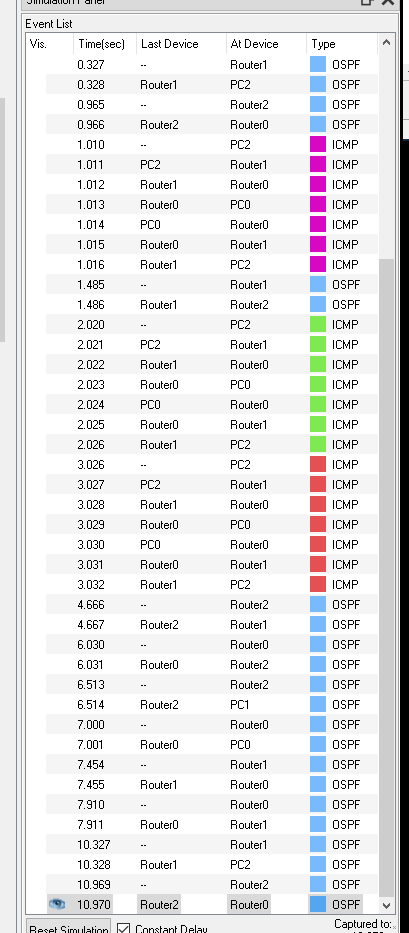 Simulation Panel
Event List
Vis. Time(sec) Last Device At Device Type
0.327 -- Router1 OSPF
0.328 Router1 PC2 OSPF
0.965 -- Router2 OSPF
0.966 Router2 Router0 OSPF
1.010 -- PC2 ICMP
1.011 PC2 Router1 ICMP
1.012 Router1 Router0 ICMP
1.013 Router0 PC0 ICMP
1.014 PC0 Router0 ICMP
1.015 Router0 Router1 ICMP
1.016 Router1 PC2 ICMP
1.485 -- Router1 OSPF
1.486 Router1 Router2 OSPF
2.020 -- PC2 ICMP
2.021 PC2 Router1 ICMP
2.022 Router1 Router0 ICMP
2.023 Router0 PC0 ICMP
2.024 PC0 Router0 ICMP
2.025 Router0 Router1 ICMP
2.026 Router1 PC2 ICMP
3.026 -- PC2 ICMP
3.027 PC2 Router1 ICMP
3.028 Router1 Router0 ICMP
3.029 Router0 PC0 ICMP
3.030 PC0 Router0 ICMP
3.031 Router0 Router1 ICMP
3.032 Router1 PC2 ICMP
4.666 -- Router2 OSPF
4.667 Router2 Router1 OSPF
6.030 -- Router0 OSPF
6.031 Router0 Router2 OSPF
6.513 -- Router2 OSPF
6.514 Router2 PC1 OSPF
7.000 -- Router0 OSPF
7.001 Router0 PC0 OSPF
7.454 -- Router1 OSPF
7.455 Router1 Router0 OSPF
7.910 -- Router0 OSPF
7.911 Router0 Router1 OSPF
10.327 -- Router1 OSPF
10.328 Router1 PC2 OSPF
10.969 -- Router2 OSPF
10.970 Router2 Router0 OSPF
Reset Simulation Constant Delay Captured to: